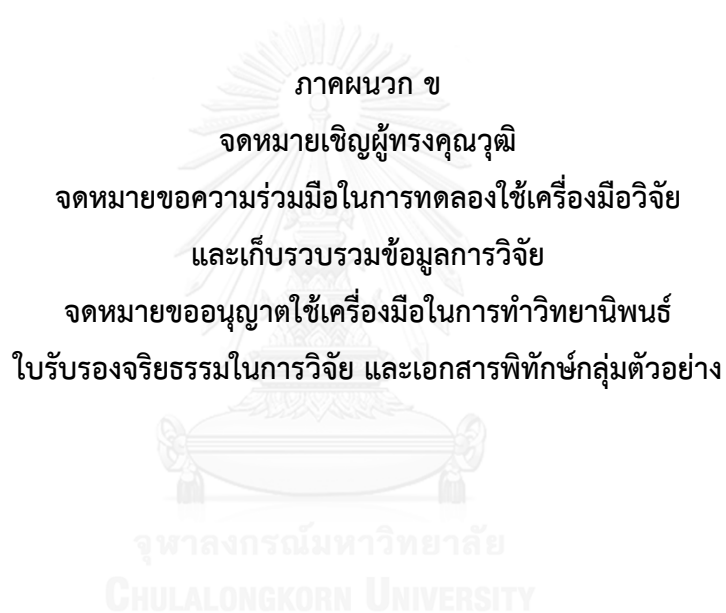 ภาคผนวก ข
จดหมายเชิญผู้ทรงคุณวุฒิ
จดหมายขอความร่วมมือในการทดลองใช้เครื่องมือวิจัย
และเก็บรวบรวมข้อมูลการวิจัย
จดหมายขออนุญาตใช้เครื่องมือในการทำวิทยานิพนธ์
ใบรับรองจริยธรรมในการวิจัย และเอกสารพิทักษ์กลุ่มตัวอย่าง
จุฬาลงกรณ์มหาวิทยาลัย
CHULALONGKORN UNIVERSITY